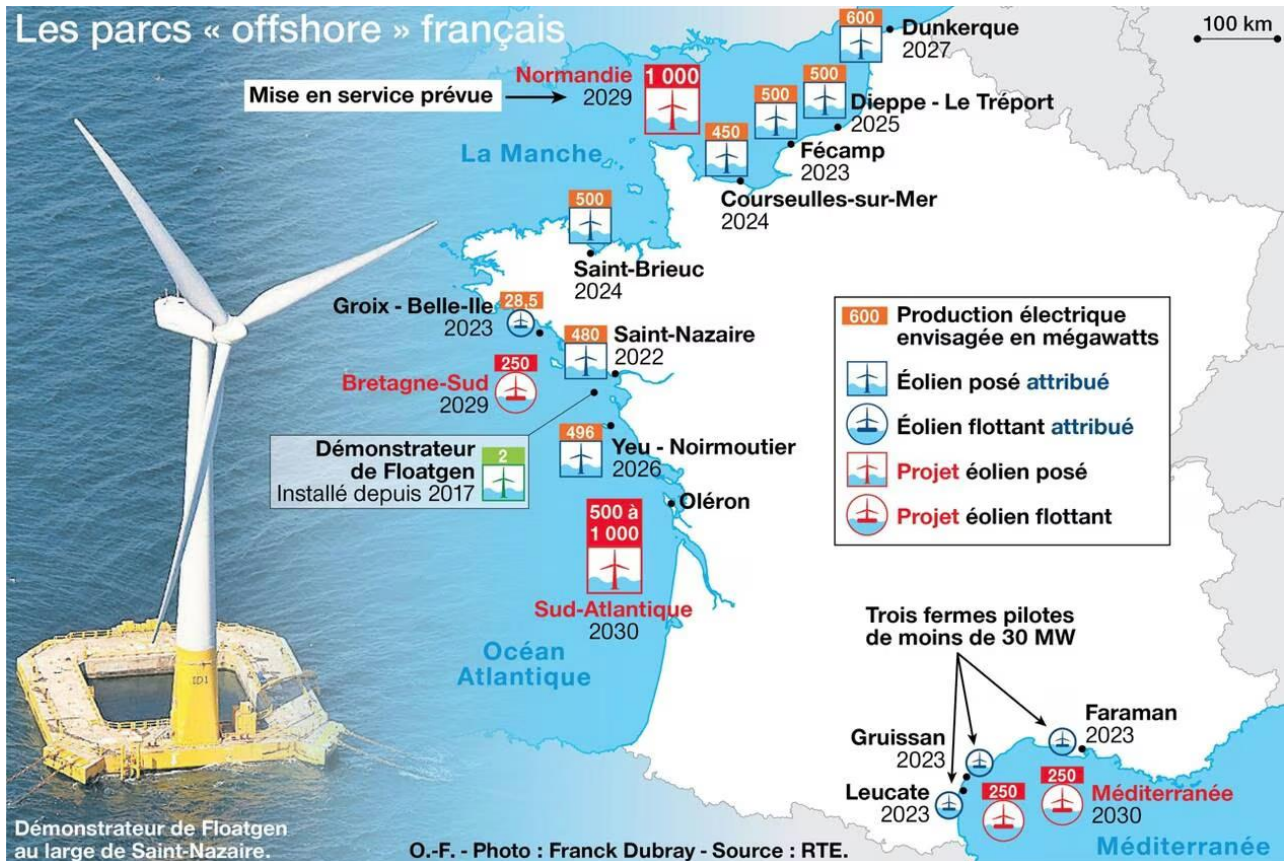 Les parcs « offshore » français
100 km
600
Dunkerque
2027
Normandie
2029
1 000
Mise en service prévue
500
Dieppe - Le Tréport
2025
500
Fécamp
2023
450
Courseulles-sur-Mer
2024
La Manche
500
Saint-Brieuc
2024
Groix - Belle-Ile
2023
28,5
480
Saint-Nazaire
2022
Bretagne-Sud
2029
250
Démonstrateur
de Floatgen
Installé depuis 2017
2
496
Yeu - Noirmoutier
2026
Oléron
500 à
1 000
Sud-Atlantique
2030
Océan
Atlantique
600
Production électrique
envisagée en mégawatts
Éolien posé attribué
Éolien flottant attribué
Projet éolien posé
Projet éolien flottant
Trois fermes pilotes
de moins de 30 MW
Faraman
2023
Gruissan
2023
Leucate
2023
250
250
Méditerranée
2030
Méditerranée
Démonstrateur de Floatgen
au large de Saint-Nazaire.
O.-F. - Photo : Franck Dubray - Source : RTE.